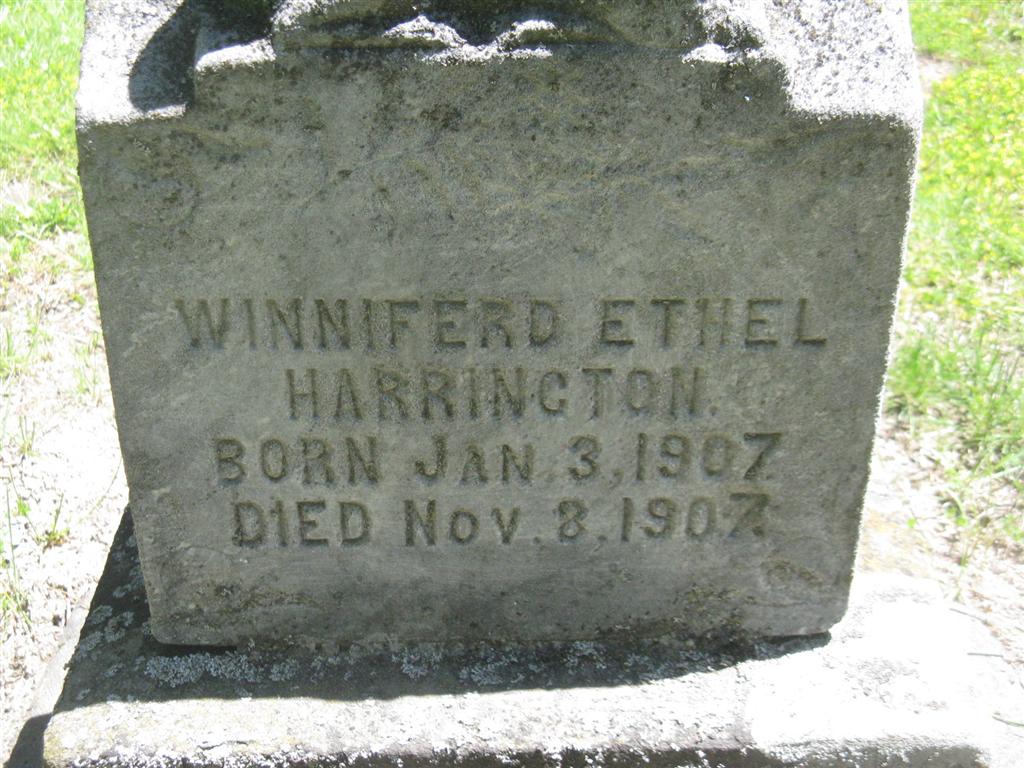 WINNIFERD ETHEL
HARRINGTON.
BORN JAN. 3, 1907
DIED NOV. 8, 1907.